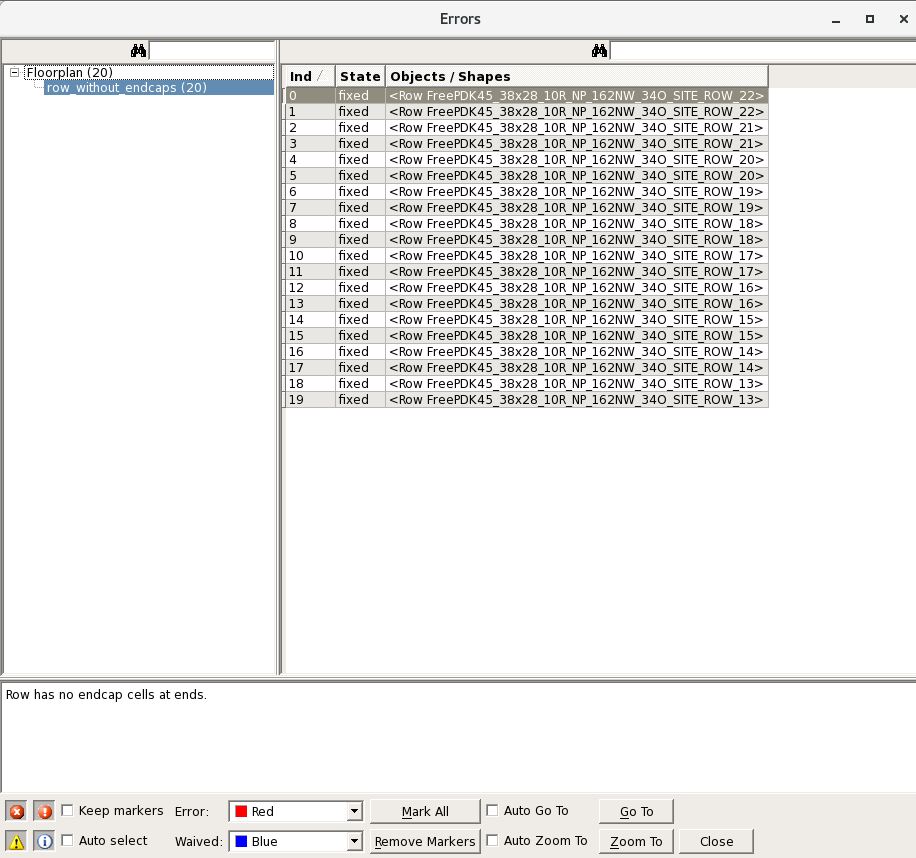 Errors
Floorplan (20)
row_without_endcaps (20)
Ind State Objects / Shapes
0 fixed <Row FreePDK45_38x28_10R_NP_162NW_34O_SITE_ROW_22>
1 fixed <Row FreePDK45_38x28_10R_NP_162NW_34O_SITE_ROW_22>
2 fixed <Row FreePDK45_38x28_10R_NP_162NW_34O_SITE_ROW_21>
3 fixed <Row FreePDK45_38x28_10R_NP_162NW_34O_SITE_ROW_21>
4 fixed <Row FreePDK45_38x28_10R_NP_162NW_34O_SITE_ROW_20>
5 fixed <Row FreePDK45_38x28_10R_NP_162NW_34O_SITE_ROW_20>
6 fixed <Row FreePDK45_38x28_10R_NP_162NW_34O_SITE_ROW_19>
7 fixed <Row FreePDK45_38x28_10R_NP_162NW_34O_SITE_ROW_19>
8 fixed <Row FreePDK45_38x28_10R_NP_162NW_34O_SITE_ROW_18>
9 fixed <Row FreePDK45_38x28_10R_NP_162NW_34O_SITE_ROW_18>
10 fixed <Row FreePDK45_38x28_10R_NP_162NW_34O_SITE_ROW_17>
11 fixed <Row FreePDK45_38x28_10R_NP_162NW_34O_SITE_ROW_17>
12 fixed <Row FreePDK45_38x28_10R_NP_162NW_34O_SITE_ROW_16>
13 fixed <Row FreePDK45_38x28_10R_NP_162NW_34O_SITE_ROW_16>
14 fixed <Row FreePDK45_38x28_10R_NP_162NW_34O_SITE_ROW_15>
15 fixed <Row FreePDK45_38x28_10R_NP_162NW_34O_SITE_ROW_15>
16 fixed <Row FreePDK45_38x28_10R_NP_162NW_34O_SITE_ROW_14>
17 fixed <Row FreePDK45_38x28_10R_NP_162NW_34O_SITE_ROW_14>
18 fixed <Row FreePDK45_38x28_10R_NP_162NW_34O_SITE_ROW_13>
19 fixed <Row FreePDK45_38x28_10R_NP_162NW_34O_SITE_ROW_13>
Row has no endcap cells at ends.
Keep markers Error: Red Mark All Auto Go To Go To
Auto select Waived: Blue Remove Markers Auto Zoom To Zoom To Close